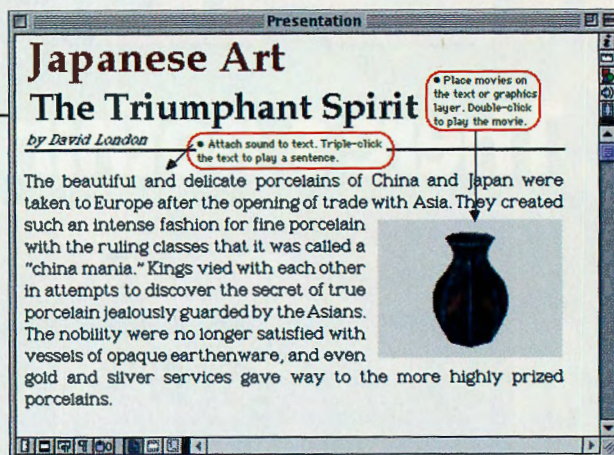 Presentation
Japanese Art
The Triumphant Spirit
• Place movies on
the text or graphics
layer. Double-click
to play the movie.
by David London
• Attach sound to text. Triple-click
the text to play a sentence.
The beautiful and delicate porcelains of China and Japan were
taken to Europe after the opening of trade with Asia. They created
such an intense fashion for fine porcelain
with the ruling classes that it was called a
"china mania." Kings vied with each other
in attempts to discover the secret of true
porcelain jealously guarded by the Asians.
The nobility were no longer satisfied with
vessels of opaque earthenware, and even
gold and silver services gave way to the more highly prized
porcelains.